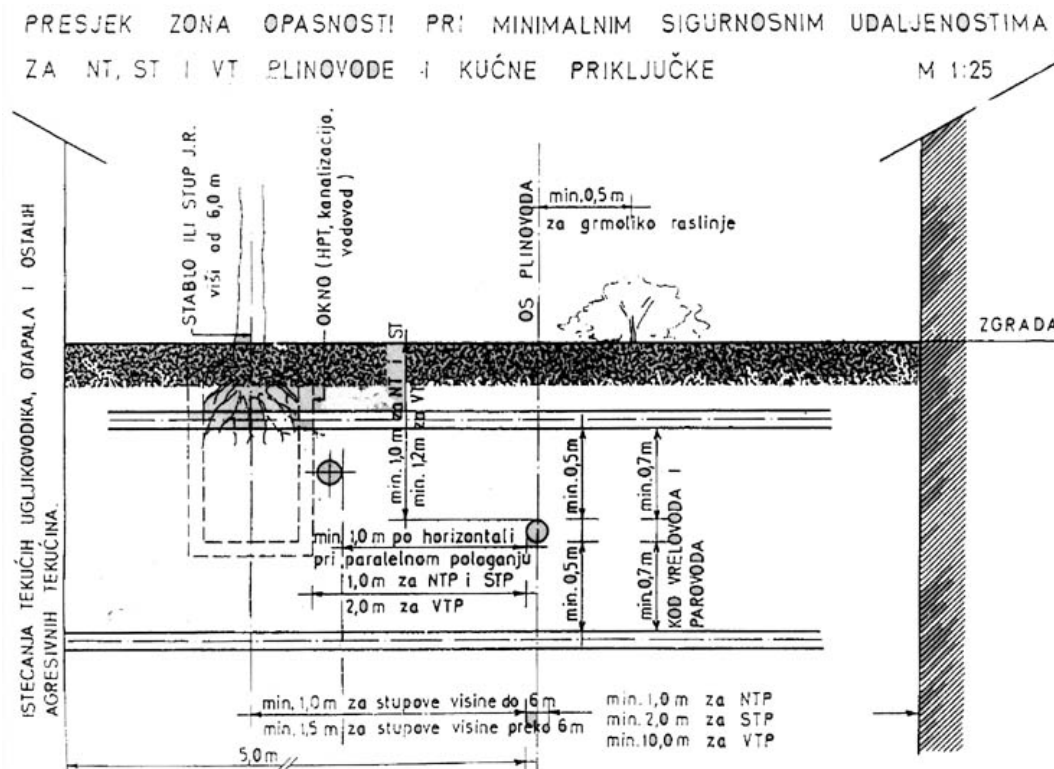 PRESJEK ZONA OPASNOSTI PRI MINIMALNIM SIGURNOSNIM UDALJENOSTIMA
ZA NT, ST I VT PLINOVODE I KUĆNE PRIKLJUČKE M 1:25
ISTECANJA TEKUĆIH UGLJIKOVODIKA, OTAPALA I OSTALIH
AGRESIVNIH TEKUĆINA.
STABLO ILI STUP J.R.
viši od 6,0 m
OKNO (HPT, kanalizacija,
vodovod)
OS PLINOVODA
min. 0,5 m
za grmoliko raslinje
ZGRADA
min. 1,0 m za NT i ST
min. 1,2 m za VT
min. 0,5 m
min. 0,7 m
min. 0,5 m
min. 0,7 m
KOD VRELOVODA I
PAROVODA
min. 1,0 m po horizontali
pri paralelnom polaganju
1,0 m za NTP i STP
2,0 m za VTP
min. 1,0 m za stupove visine do 6 m
min. 1,5 m za stupove visine preko 6 m
min. 1,0 m za NTP
min. 2,0 m za STP
min. 10,0 m za VTP
5,0 m